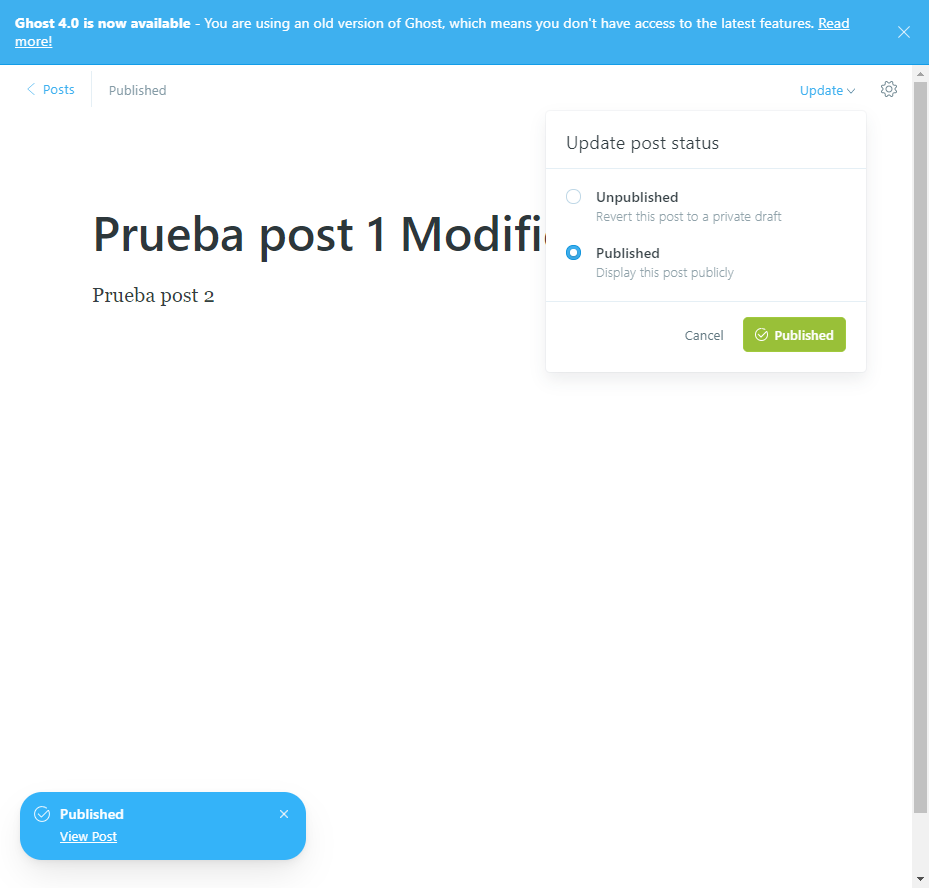 Ghost 4.0 is now available - You are using an old version of Ghost, which means you don't have access to the latest features. Read
more!
Posts
Published
Update
Update post status
Unpublished
Revert this post to a private draft
Published
Display this post publicly
Cancel
Published
Prueba post 1
Prueba post 2
Published
View Post